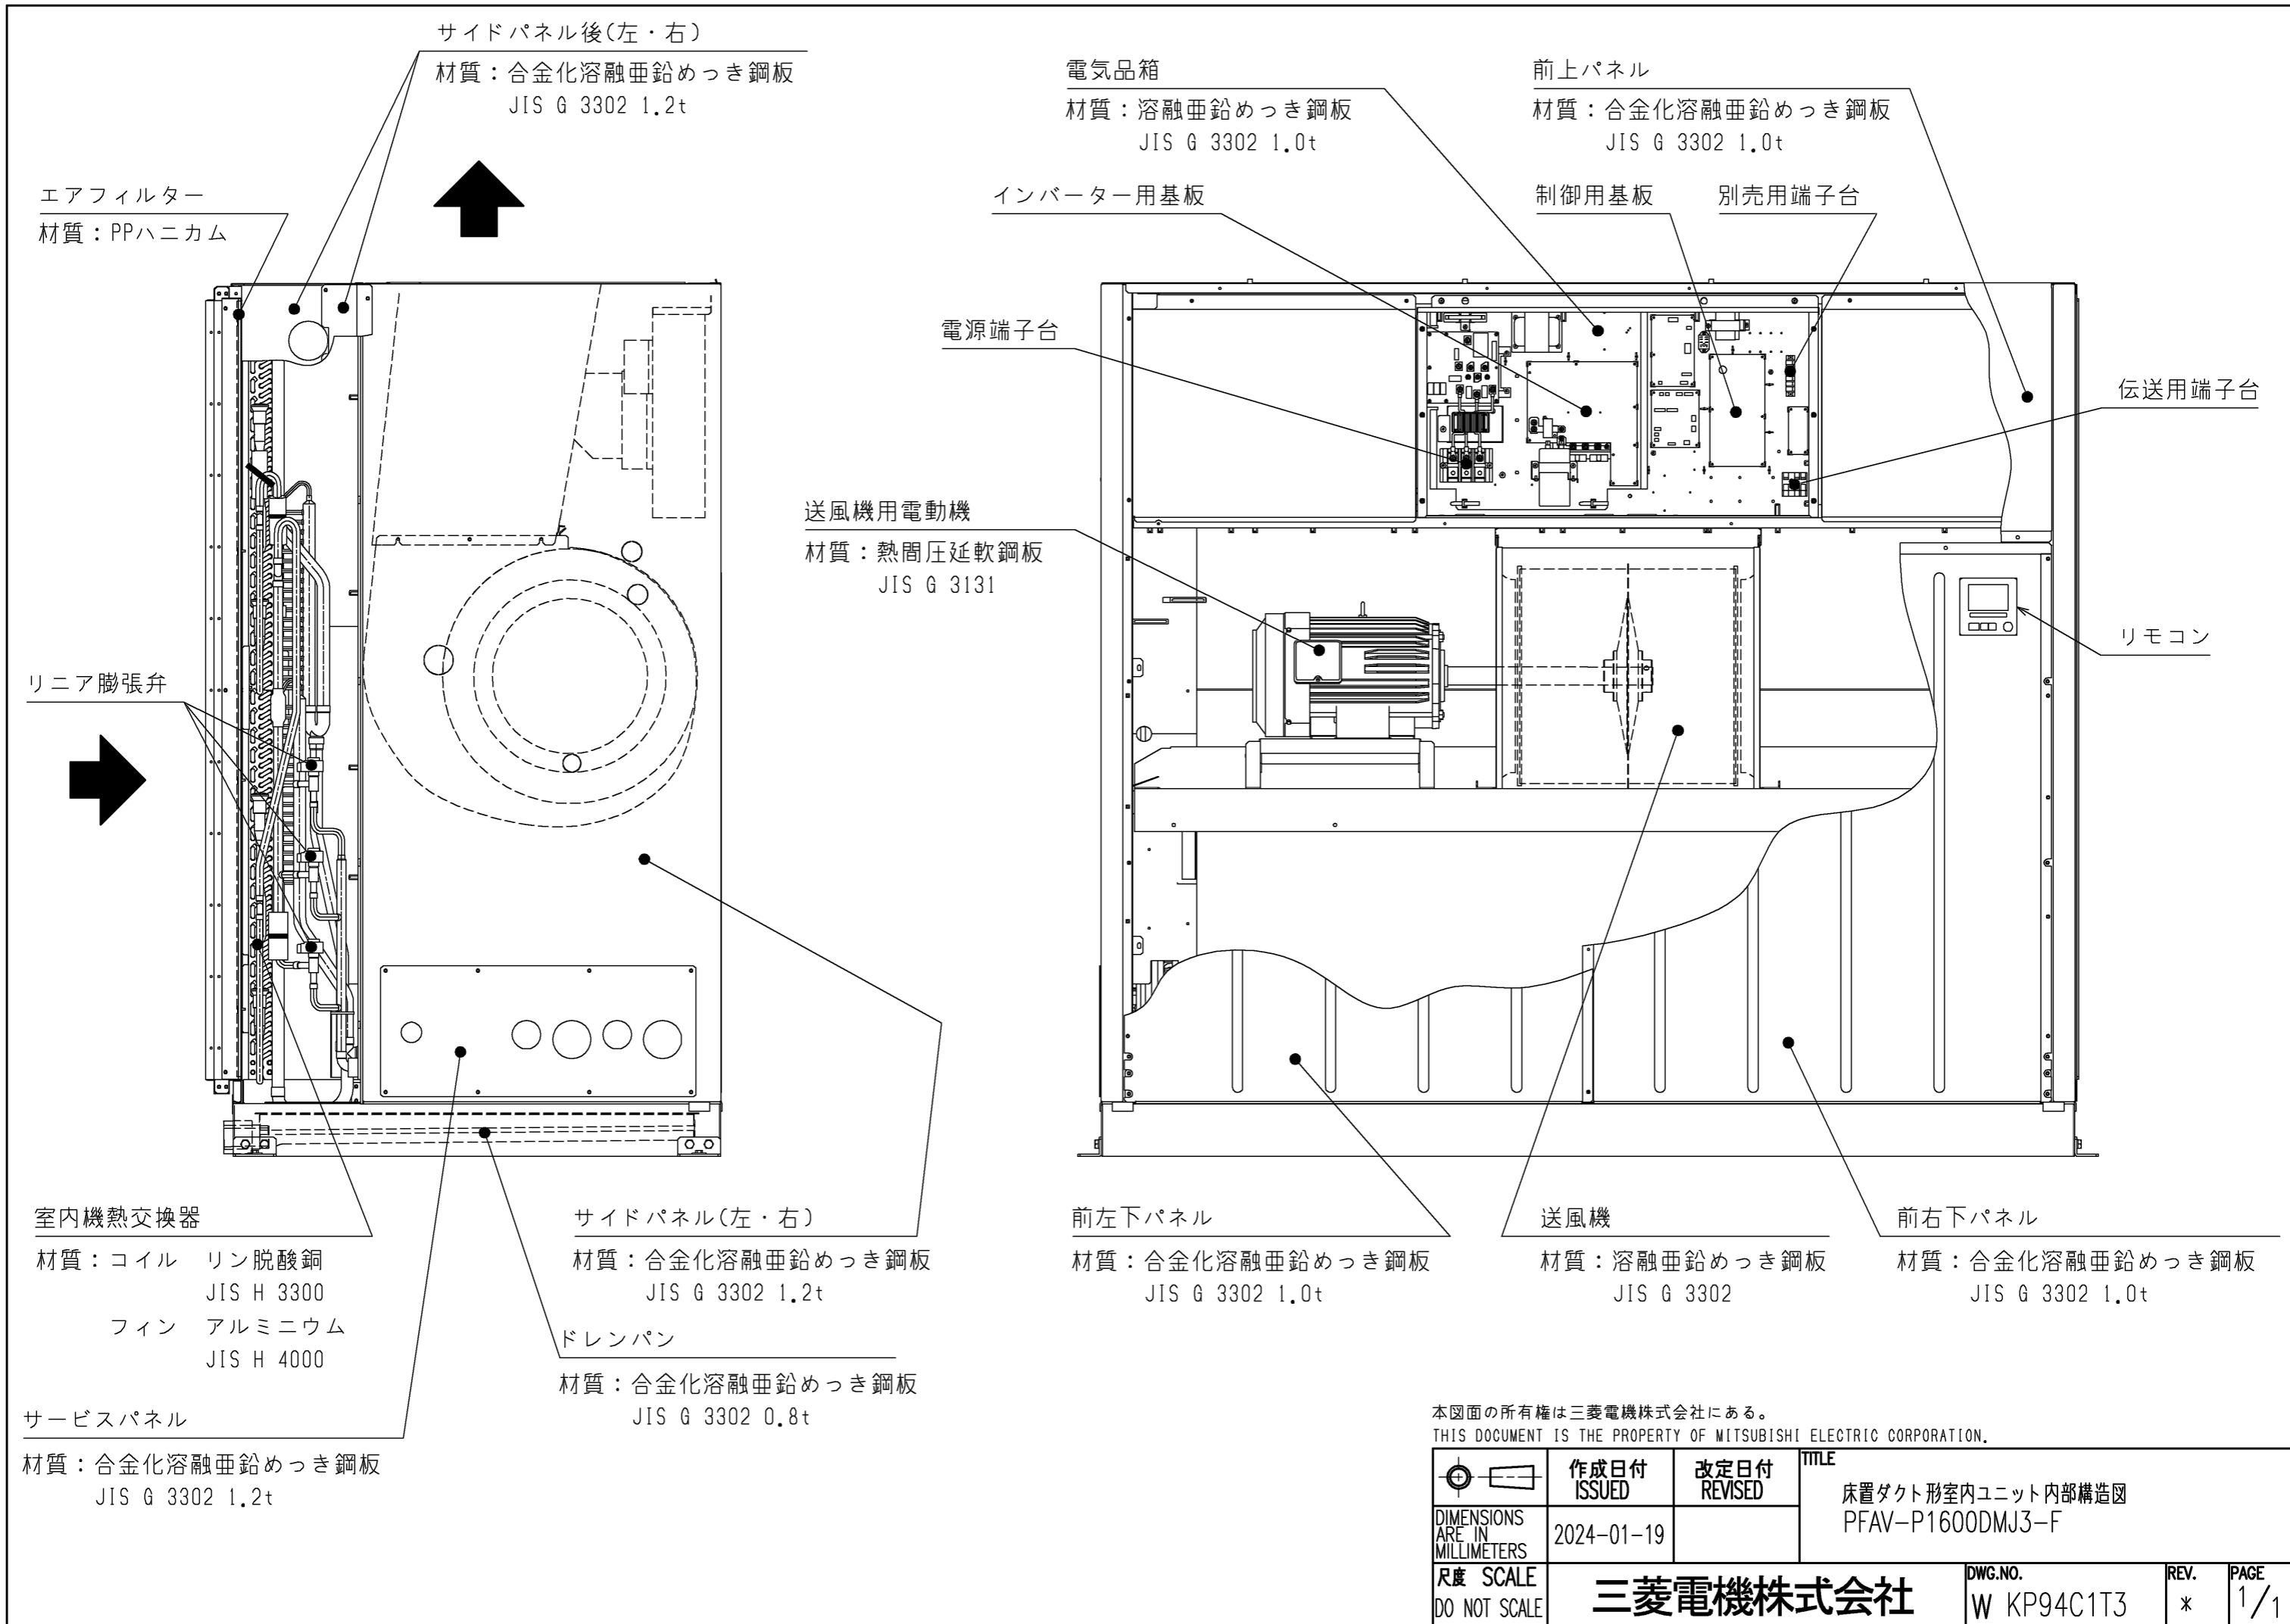 サイドパネル後(左・右)
材質：合金化溶融亜鉛めっき鋼板
JIS G 3302 1.2t
エアフィルター
材質：PPハニカム
リニア膨張弁
室内機熱交換器
材質：コイル リン脱酸銅
JIS H 3300
フィン アルミニウム
JIS H 4000
サービスパネル
材質：合金化溶融亜鉛めっき鋼板
JIS G 3302 1.2t
サイドパネル(左・右)
材質：合金化溶融亜鉛めっき鋼板
JIS G 3302 1.2t
ドレンパン
材質：合金化溶融亜鉛めっき鋼板
JIS G 3302 0.8t
電気品箱
材質：溶融亜鉛めっき鋼板
JIS G 3302 1.0t
前上パネル
材質：合金化溶融亜鉛めっき鋼板
JIS G 3302 1.0t
インバーター用基板
制御用基板
別売用端子台
電源端子台
伝送用端子台
送風機用電動機
材質：熱間圧延軟鋼板
JIS G 3131
リモコン
前左下パネル
材質：合金化溶融亜鉛めっき鋼板
JIS G 3302 1.0t
送風機
材質：溶融亜鉛めっき鋼板
JIS G 3302
前右下パネル
材質：合金化溶融亜鉛めっき鋼板
JIS G 3302 1.0t
本図面の所有権は三菱電機株式会社にある。
THIS DOCUMENT IS THE PROPERTY OF MITSUBISHI ELECTRIC CORPORATION.
作成日付
ISSUED
改定日付
REVISED
TITLE
床置ダクト形室内ユニット内部構造図
PFAV-P1600DMJ3-F
DIMENSIONS
ARE IN
MILLIMETERS
2024-01-19
尺度 SCALE
DO NOT SCALE
三菱電機株式会社
DWG.NO.
W KP94C1T3
REV.
*
PAGE
1/1